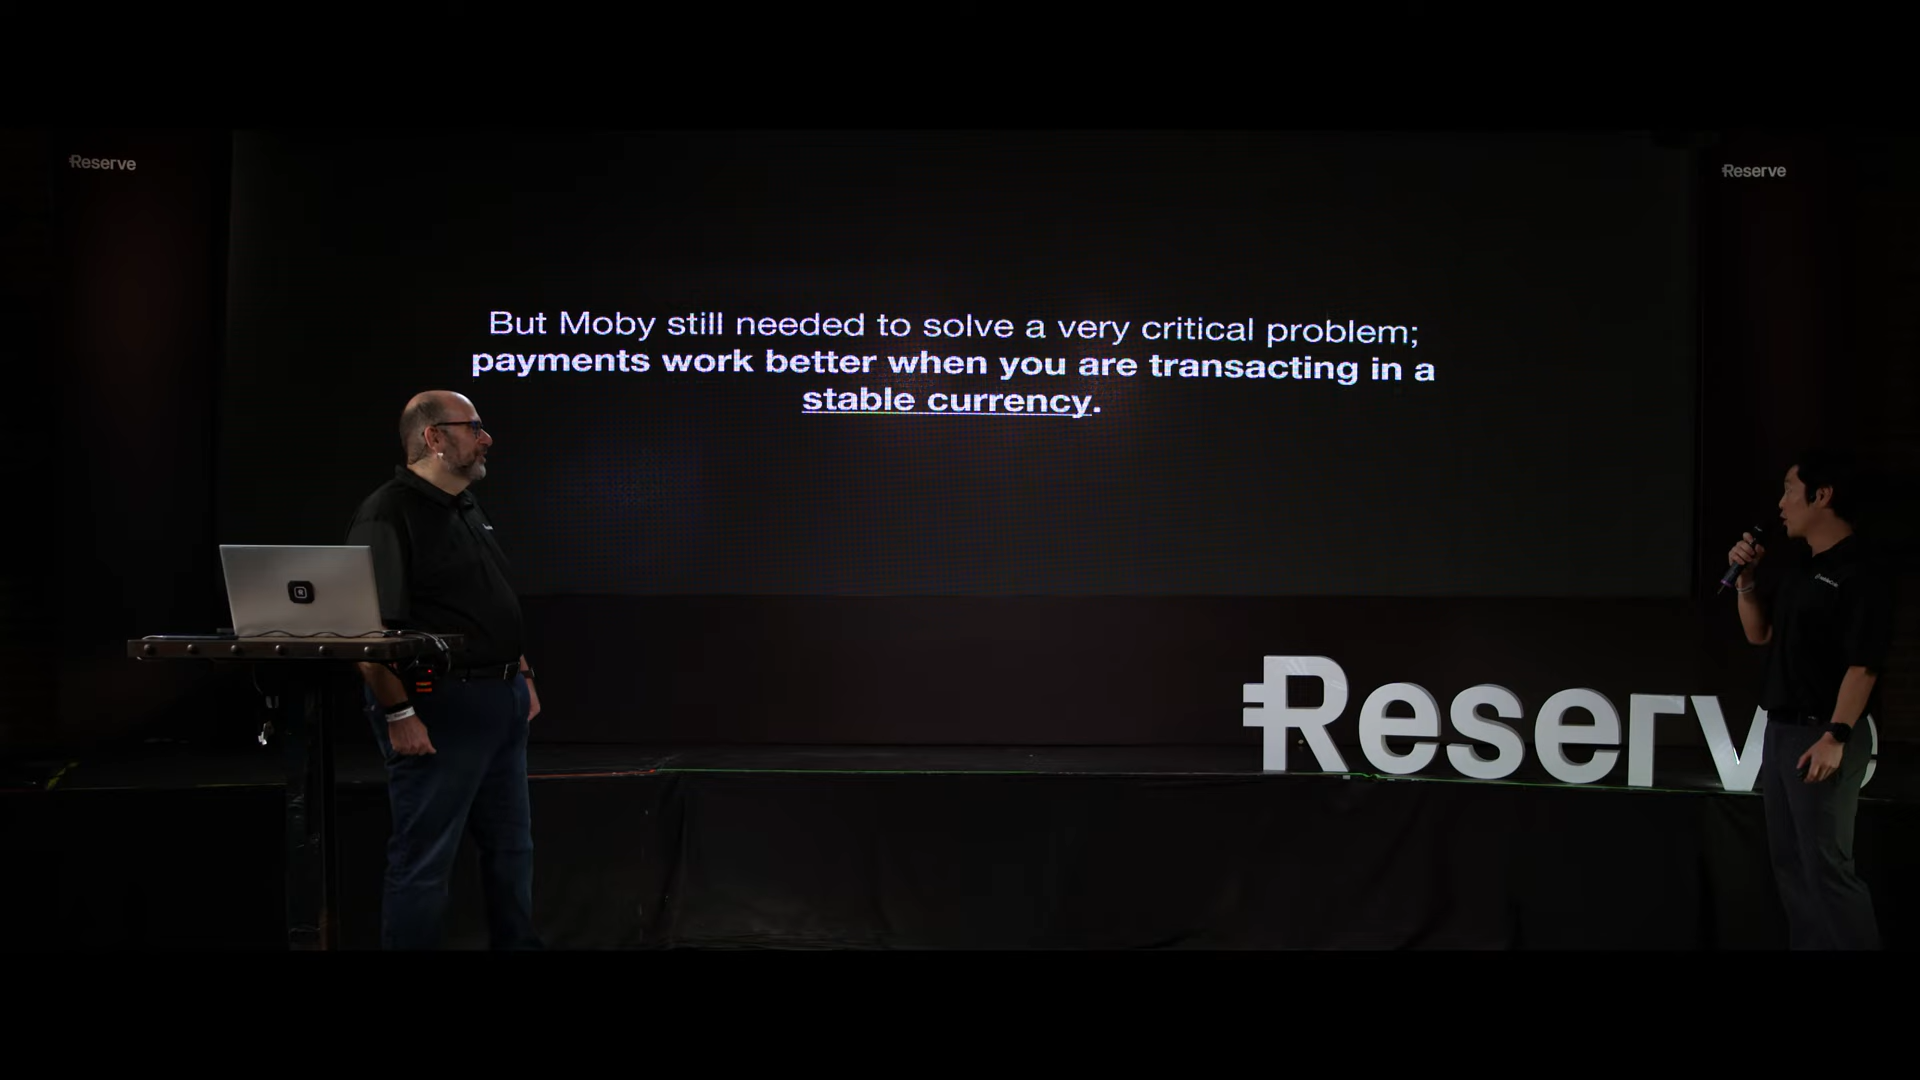 Reserve
Reserve
But Moby still needed to solve a very critical problem;
payments work better when you are transacting in a
stable currency.
Reserve